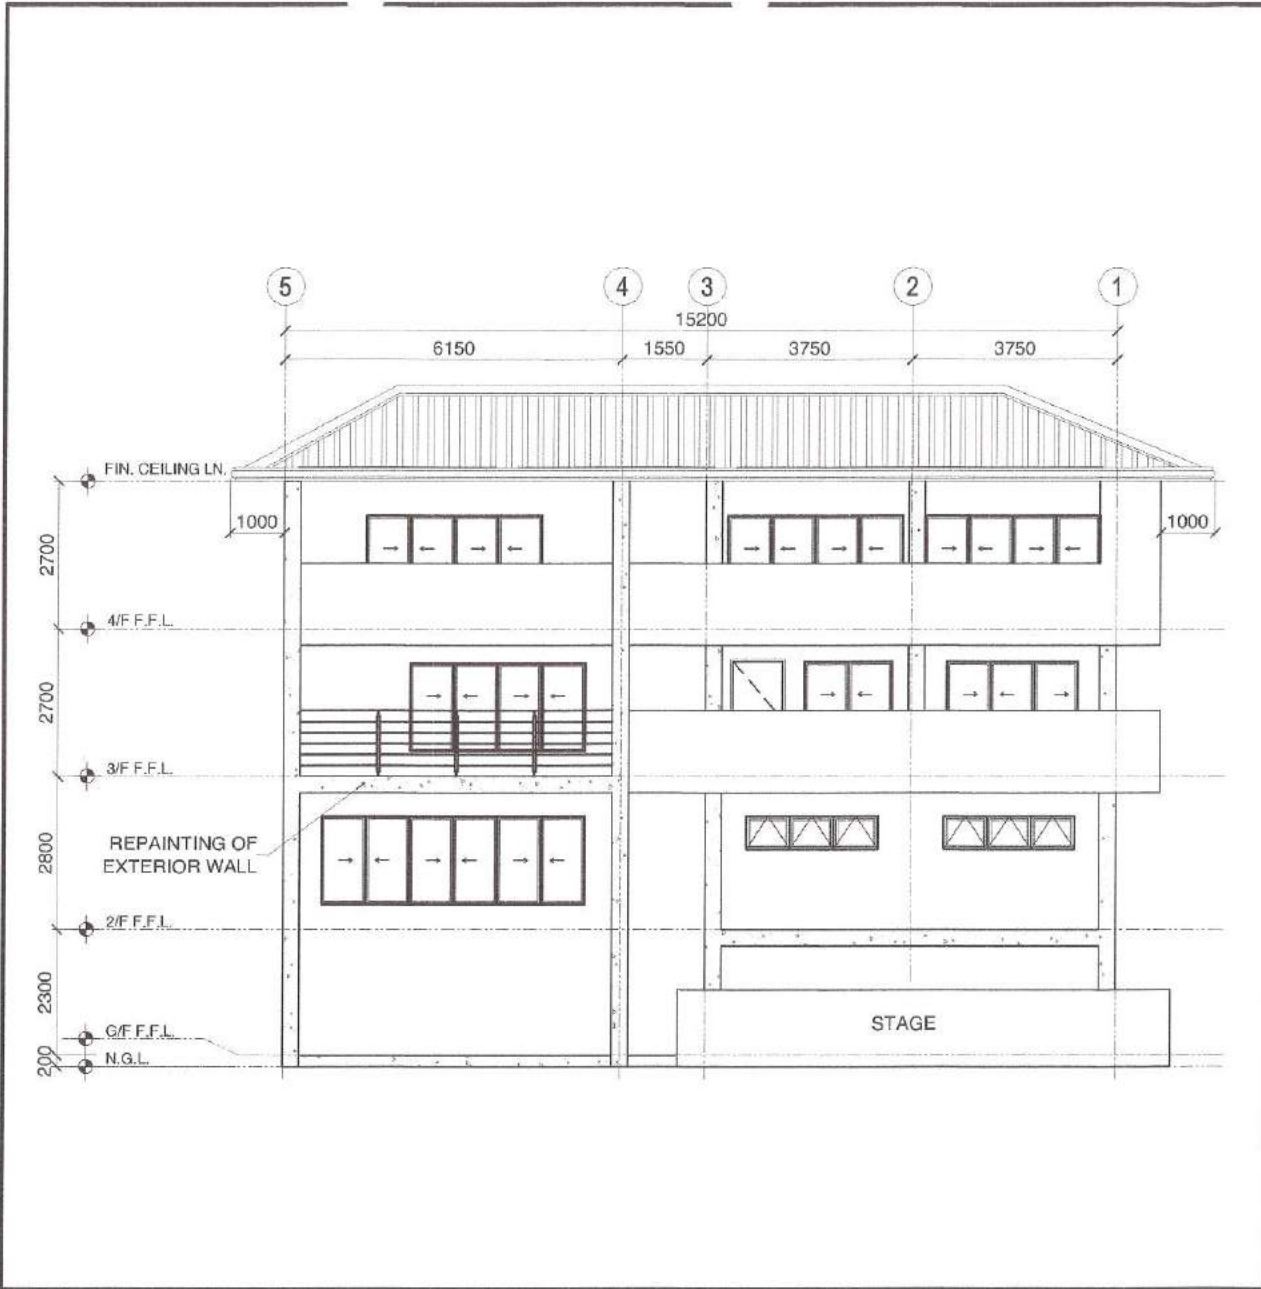 5
4
3
2
1
15200
6150
1550
3750
3750
FIN. CEILING LN.
1000
1000
2700
4/F F.F.L.
2700
3/F F.F.L.
REPAINTING OF
EXTERIOR WALL
2800
2/F F.F.L.
2300
STAGE
G/F F.F.L.
200
N.G.L.